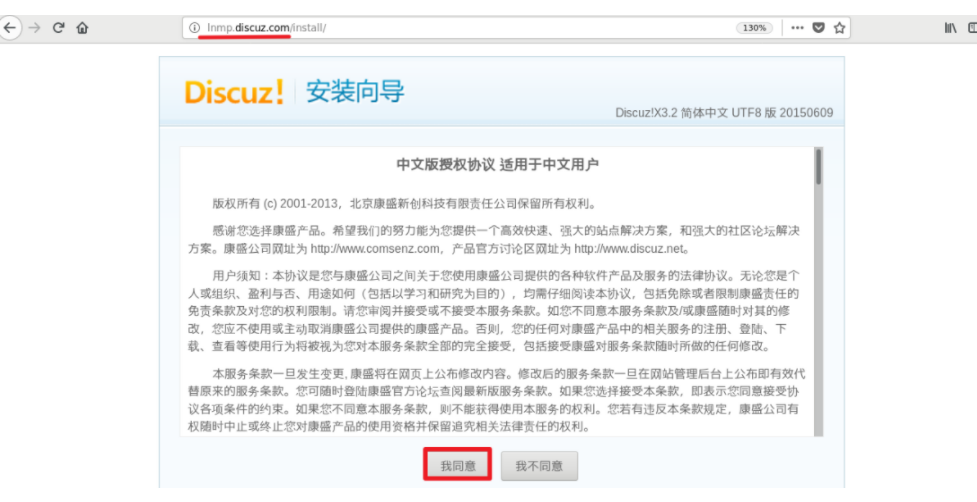 lnmp.discuz.com/install/
130%
Discuz! 安装向导
Discuz!X3.2 简体中文 UTF8 版 20150609
中文版授权协议 适用于中文用户
版权所有 (c) 2001-2013，北京康盛新创科技有限责任公司保留所有权利。
感谢您选择康盛产品。希望我们的努力能为您提供一个高效快速、强大的站点解决方案，和强大的社区论坛解决
方案。康盛公司网址为 http://www.comsenz.com，产品官方讨论区网址为 http://www.discuz.net。
用户须知：本协议是您与康盛公司之间关于您使用康盛公司提供的各种软件产品及服务的法律协议。无论您是个
人或组织、盈利与否、用途如何（包括以学习和研究为目的），均需仔细阅读本协议，包括免除或者限制康盛责任的
免责条款及对您的权利限制。请您审阅并接受或不接受本服务条款。如您不同意本服务条款及/或康盛随时对其的修
改，您应不使用或主动取消康盛公司提供的康盛产品。否则，您的任何对康盛产品中的相关服务的注册、登陆、下
载、查看等使用行为将被视为您对本服务条款全部的完全接受，包括接受康盛对服务条款随时所做的任何修改。
本服务条款一旦发生变更, 康盛将在网页上公布修改内容。修改后的服务条款一旦在网站管理后台上公布即有效代
替原来的服务条款。您可随时登陆康盛官方论坛查阅最新版服务条款。如果您选择接受本条款，即表示您同意接受协
议各项条件的约束。如果您不同意本服务条款，则不能获得使用本服务的权利。您若有违反本条款规定，康盛公司有
权随时中止或终止您对康盛产品的使用资格并保留追究相关法律责任的权利。
我同意 我不同意